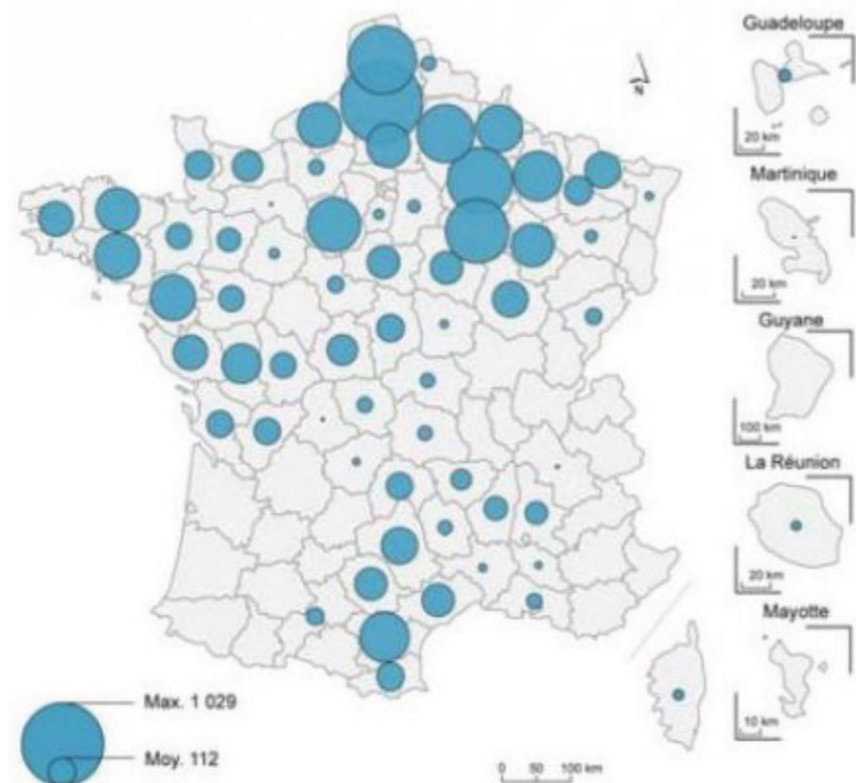 Guadeloupe
N
20 km
Martinique
20 km
Guyane
100 km
La Réunion
20 km
Mayotte
10 km
Max. 1 029
Moy. 112
0 50 100 km